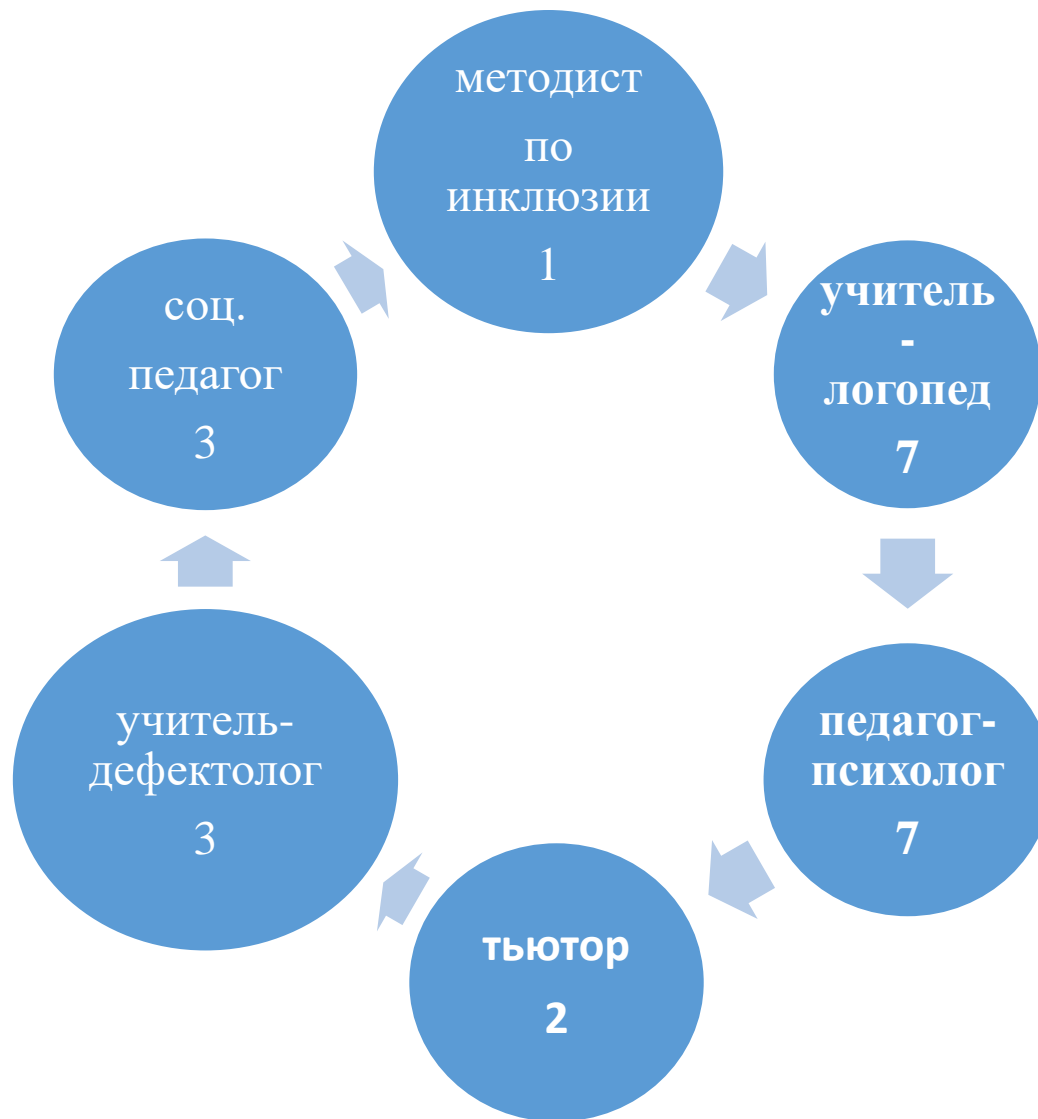 методист
по
инклюзии
1
учитель
-
логопед
7
педагог-
психолог
7
тьютор
2
учитель-
дефектолог
3
соц.
педагог
3